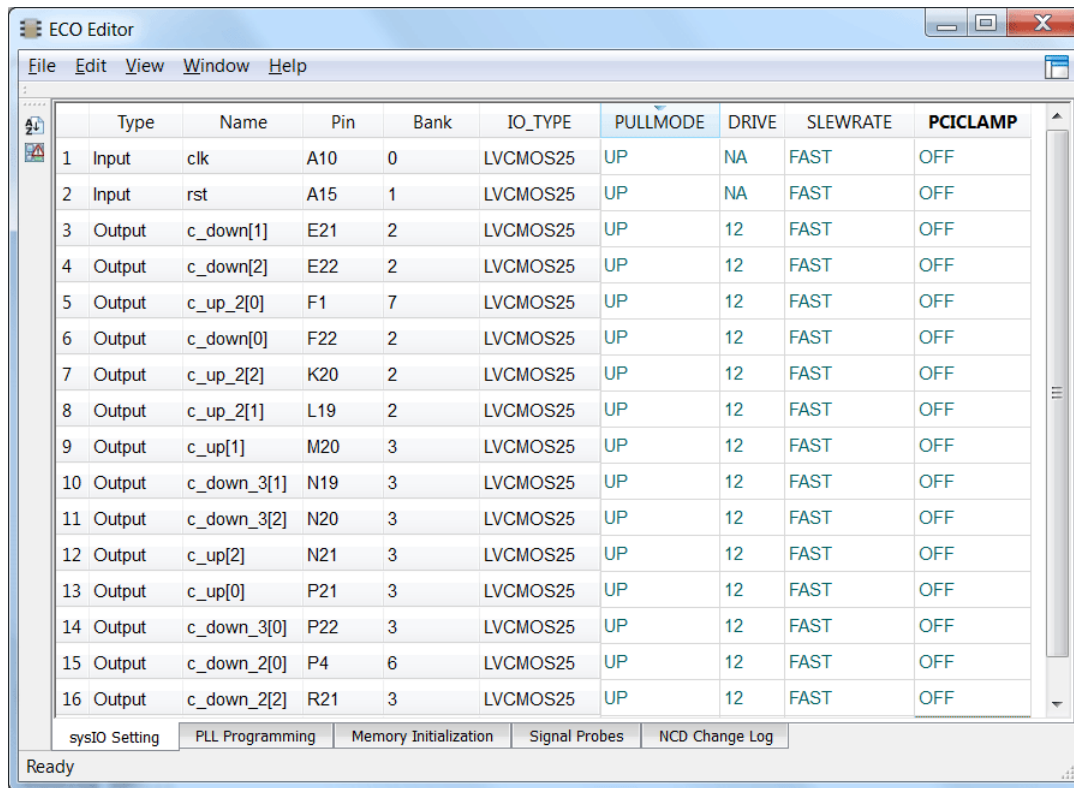 ECO Editor
File Edit View Window Help
Type Name Pin Bank IO_TYPE PULLMODE DRIVE SLEWRATE PCICLAMP
1 Input clk A10 0 LVCMOS25 UP NA FAST OFF
2 Input rst A15 1 LVCMOS25 UP NA FAST OFF
3 Output c_down[1] E21 2 LVCMOS25 UP 12 FAST OFF
4 Output c_down[2] E22 2 LVCMOS25 UP 12 FAST OFF
5 Output c_up_2[0] F1 7 LVCMOS25 UP 12 FAST OFF
6 Output c_down[0] F22 2 LVCMOS25 UP 12 FAST OFF
7 Output c_up_2[2] K20 2 LVCMOS25 UP 12 FAST OFF
8 Output c_up_2[1] L19 2 LVCMOS25 UP 12 FAST OFF
9 Output c_up[1] M20 3 LVCMOS25 UP 12 FAST OFF
10 Output c_down_3[1] N19 3 LVCMOS25 UP 12 FAST OFF
11 Output c_down_3[2] N20 3 LVCMOS25 UP 12 FAST OFF
12 Output c_up[2] N21 3 LVCMOS25 UP 12 FAST OFF
13 Output c_up[0] P21 3 LVCMOS25 UP 12 FAST OFF
14 Output c_down_3[0] P22 3 LVCMOS25 UP 12 FAST OFF
15 Output c_down_2[0] P4 6 LVCMOS25 UP 12 FAST OFF
16 Output c_down_2[2] R21 3 LVCMOS25 UP 12 FAST OFF
sysIO Setting PLL Programming Memory Initialization Signal Probes NCD Change Log
Ready